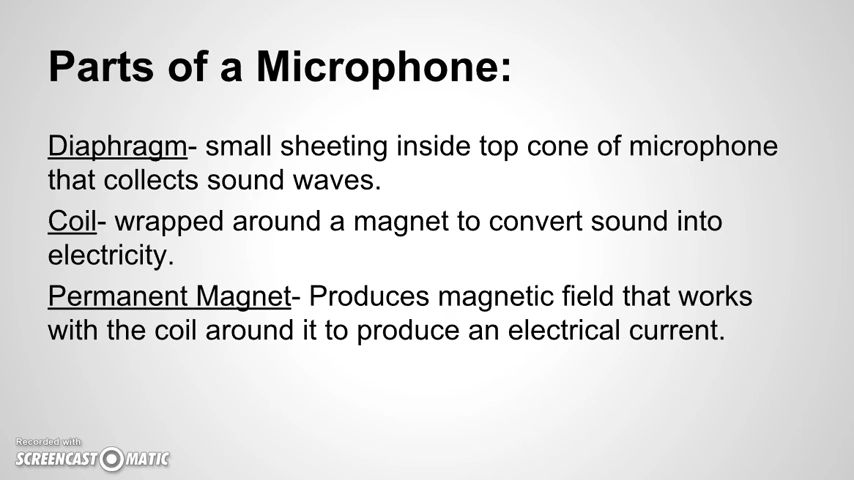 Parts of a Microphone:
Diaphragm- small sheeting inside top cone of microphone
that collects sound waves.
Coil- wrapped around a magnet to convert sound into
electricity.
Permanent Magnet- Produces magnetic field that works
with the coil around it to produce an electrical current.
Recorded with
SCREENCAST-O-MATIC